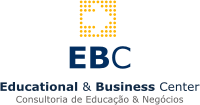 EBC
Educational & Business Center
Consultoria de Educação & Negócios